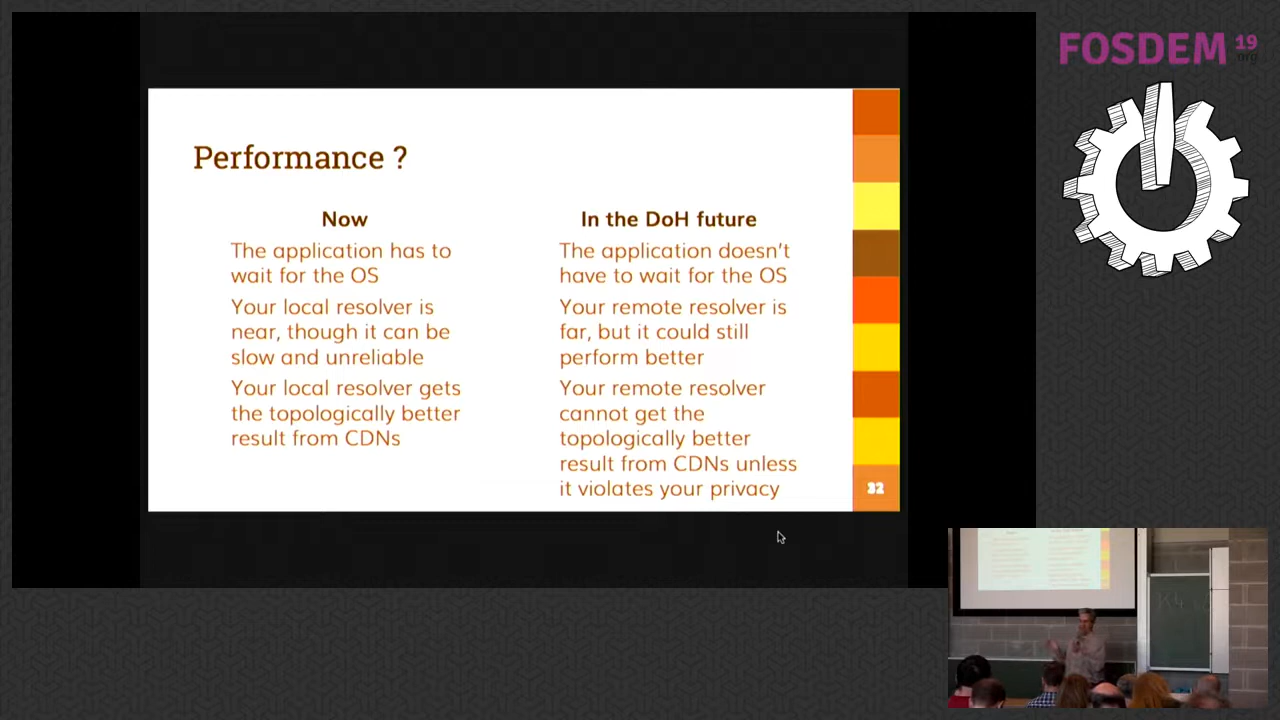 FOSDEM 19
.org
Performance ?
Now
The application has to
wait for the OS
Your local resolver is
near, though it can be
slow and unreliable
Your local resolver gets
the topologically better
result from CDNs
In the DoH future
The application doesn't
have to wait for the OS
Your remote resolver is
far, but it could still
perform better
Your remote resolver
cannot get the
topologically better
result from CDNs unless
it violates your privacy
32